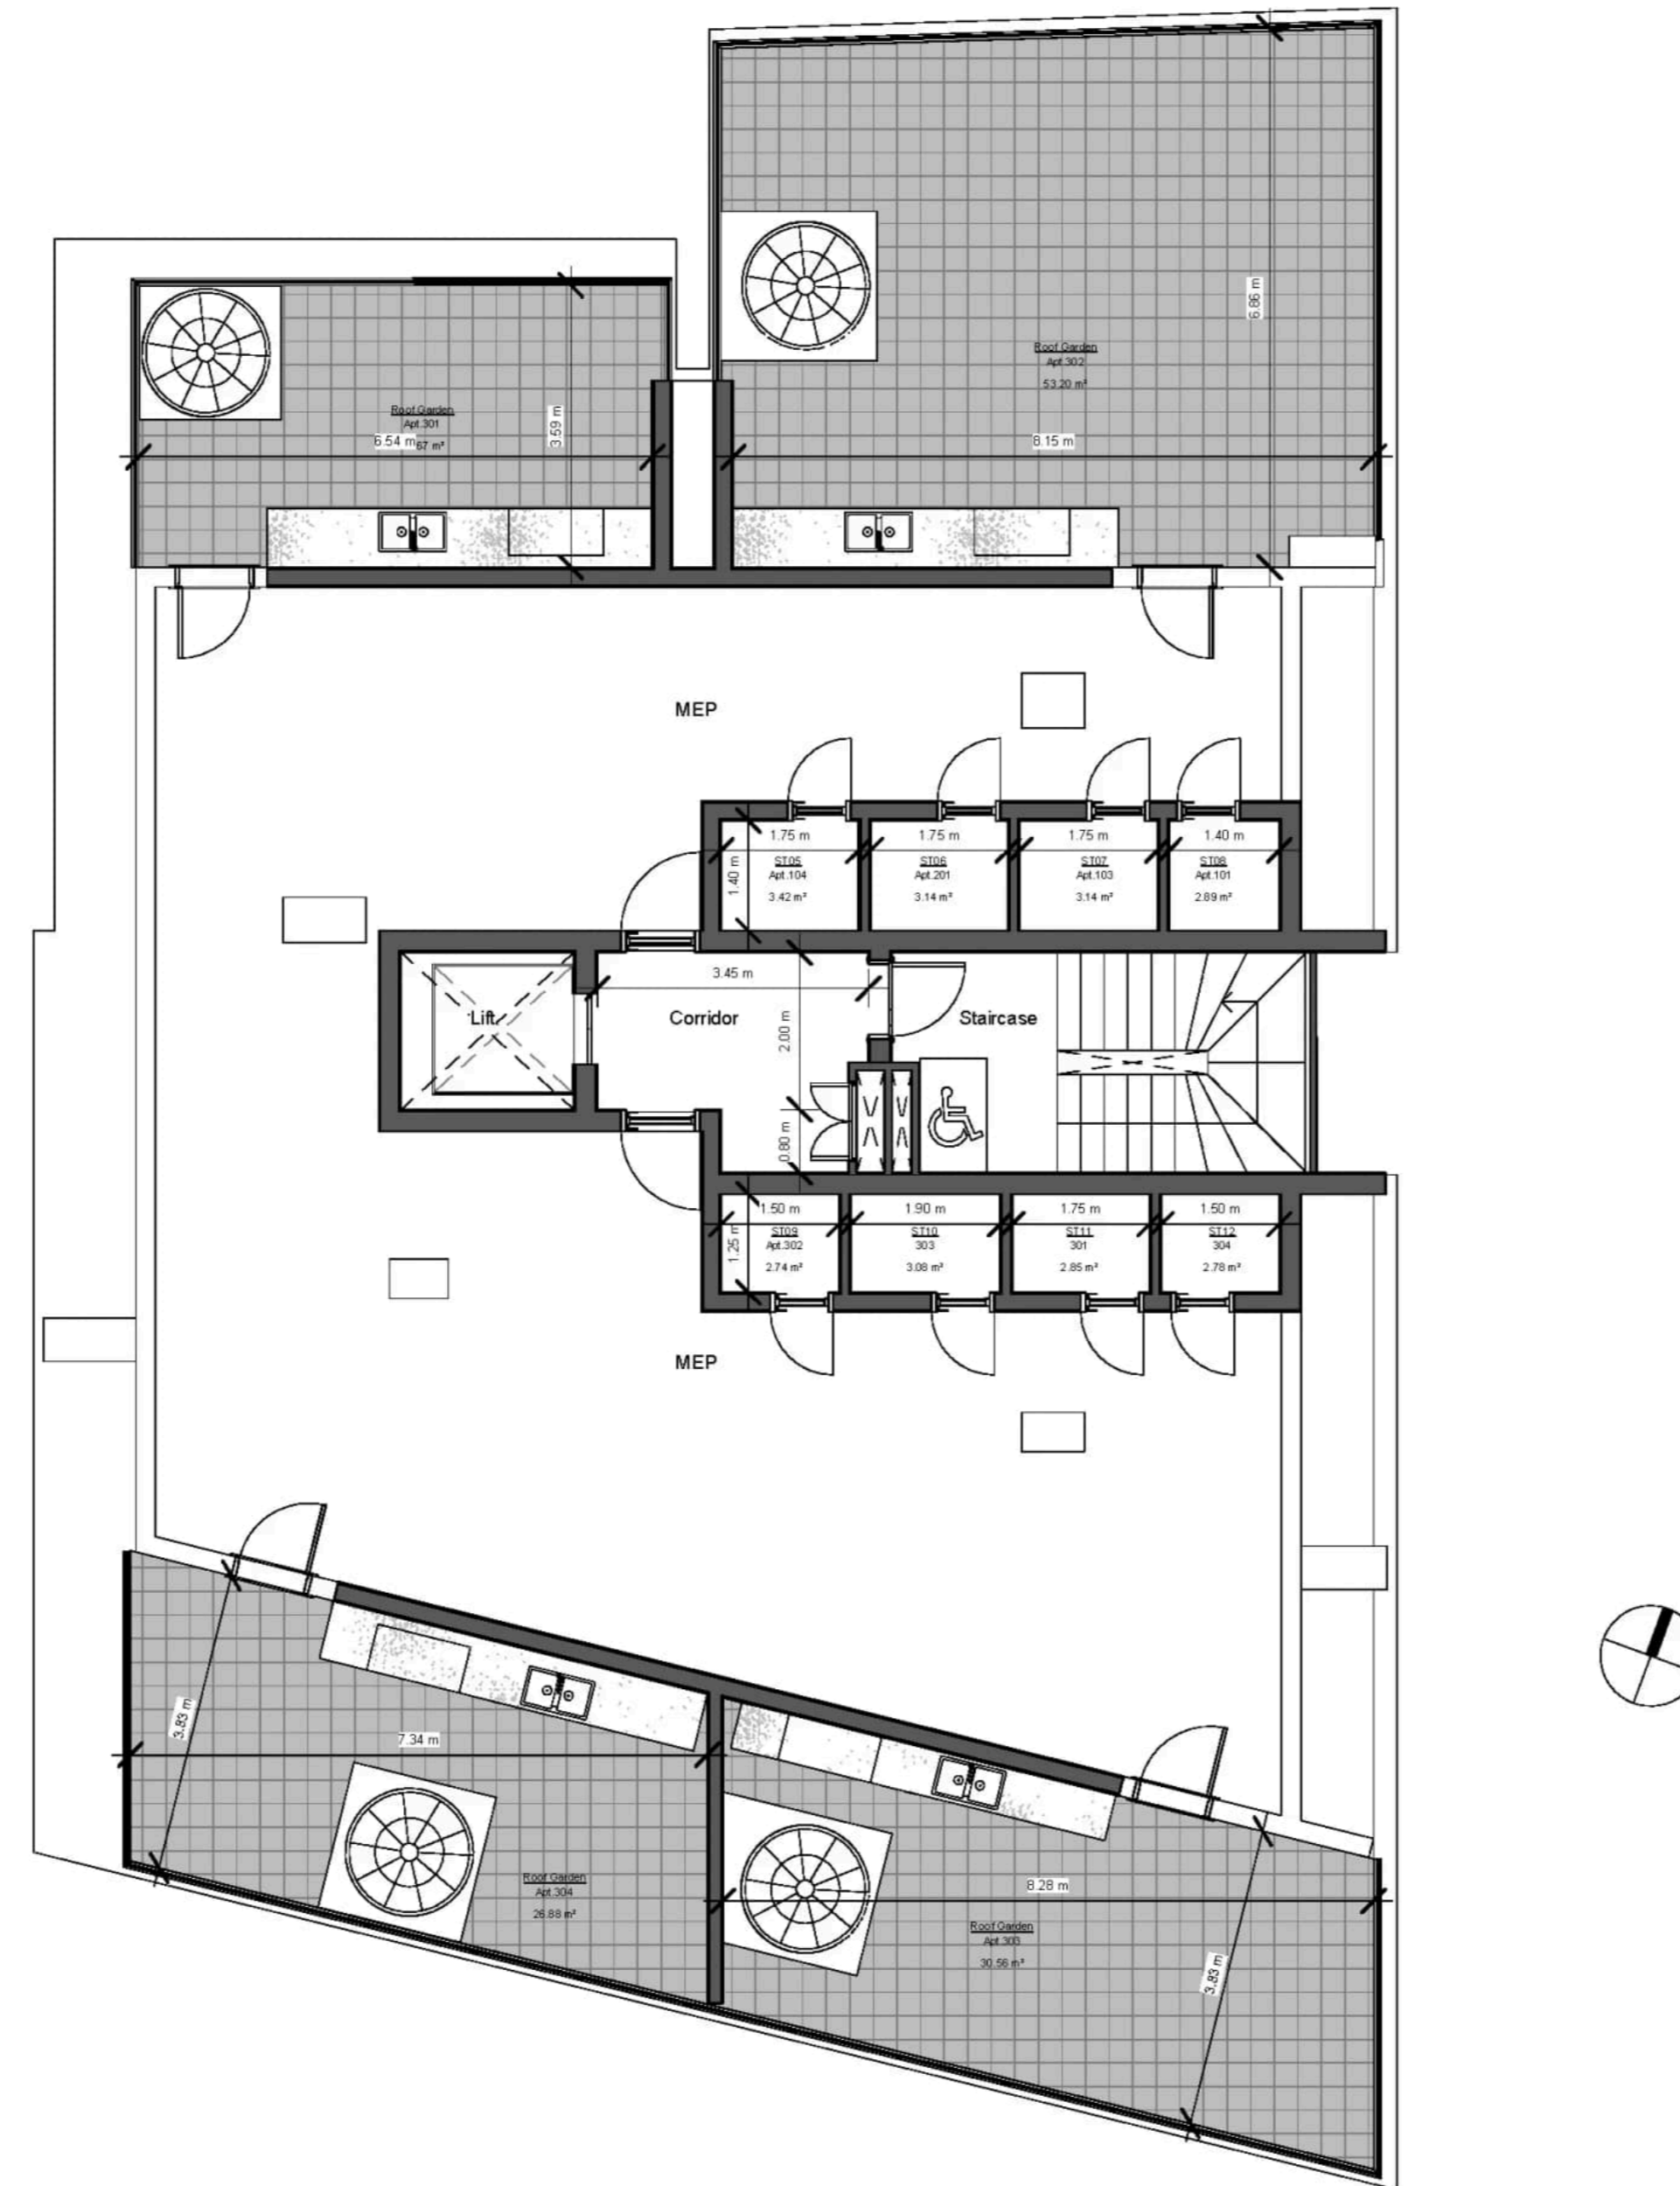 6.86 m
Roof Garden
Apt.302
53.20 m²
8.15 m
Roof Garden
Apt.301
6.54 m
67 m²
3.59 m
MEP
1.75 m
1.75 m
1.75 m
1.40 m
1.40 m
ST05
Apt.104
3.42 m²
ST06
Apt.201
3.14 m²
ST07
Apt.103
3.14 m²
ST08
Apt.101
2.89 m²
3.45 m
Lift
Corridor
2.00 m
Staircase
0.80 m
1.50 m
1.90 m
1.75 m
1.50 m
1.25 m
ST09
Apt.302
2.74 m²
ST10
303
3.08 m²
ST11
301
2.85 m²
ST12
304
2.78 m²
MEP
3.83 m
7.34 m
Roof Garden
Apt.304
26.88 m²
8.28 m
Roof Garden
Apt.303
30.56 m²
3.83 m